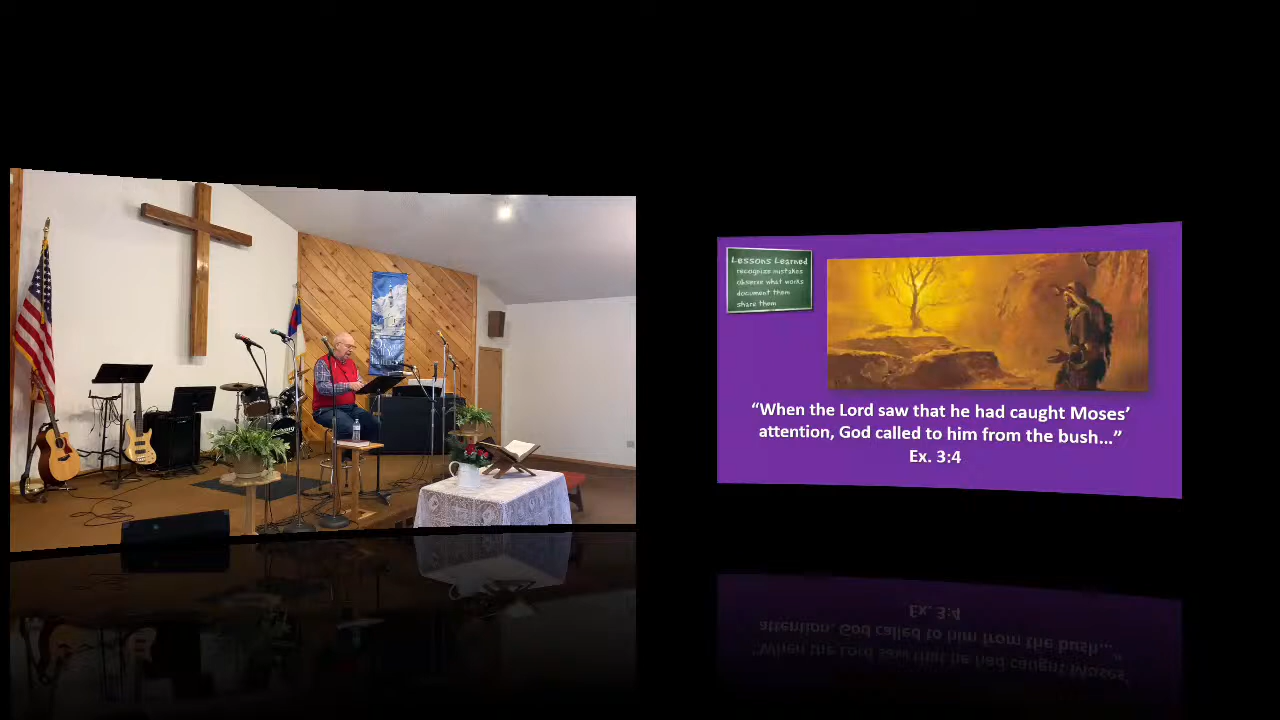 Lessons Learned
recognize mistakes
observe what works
document them
share them
“When the Lord saw that he had caught Moses’
attention, God called to him from the bush…”
Ex. 3:4